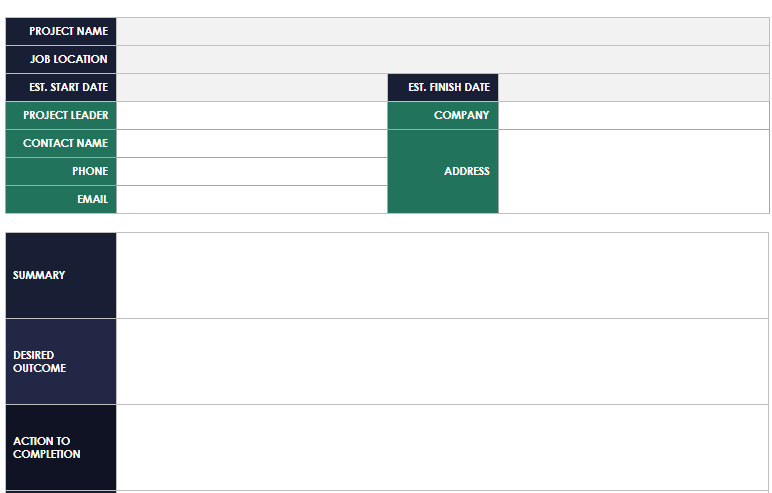 PROJECT NAME
JOB LOCATION
EST. START DATE
EST. FINISH DATE
PROJECT LEADER
COMPANY
CONTACT NAME
PHONE
ADDRESS
EMAIL
SUMMARY
DESIRED
OUTCOME
ACTION TO
COMPLETION